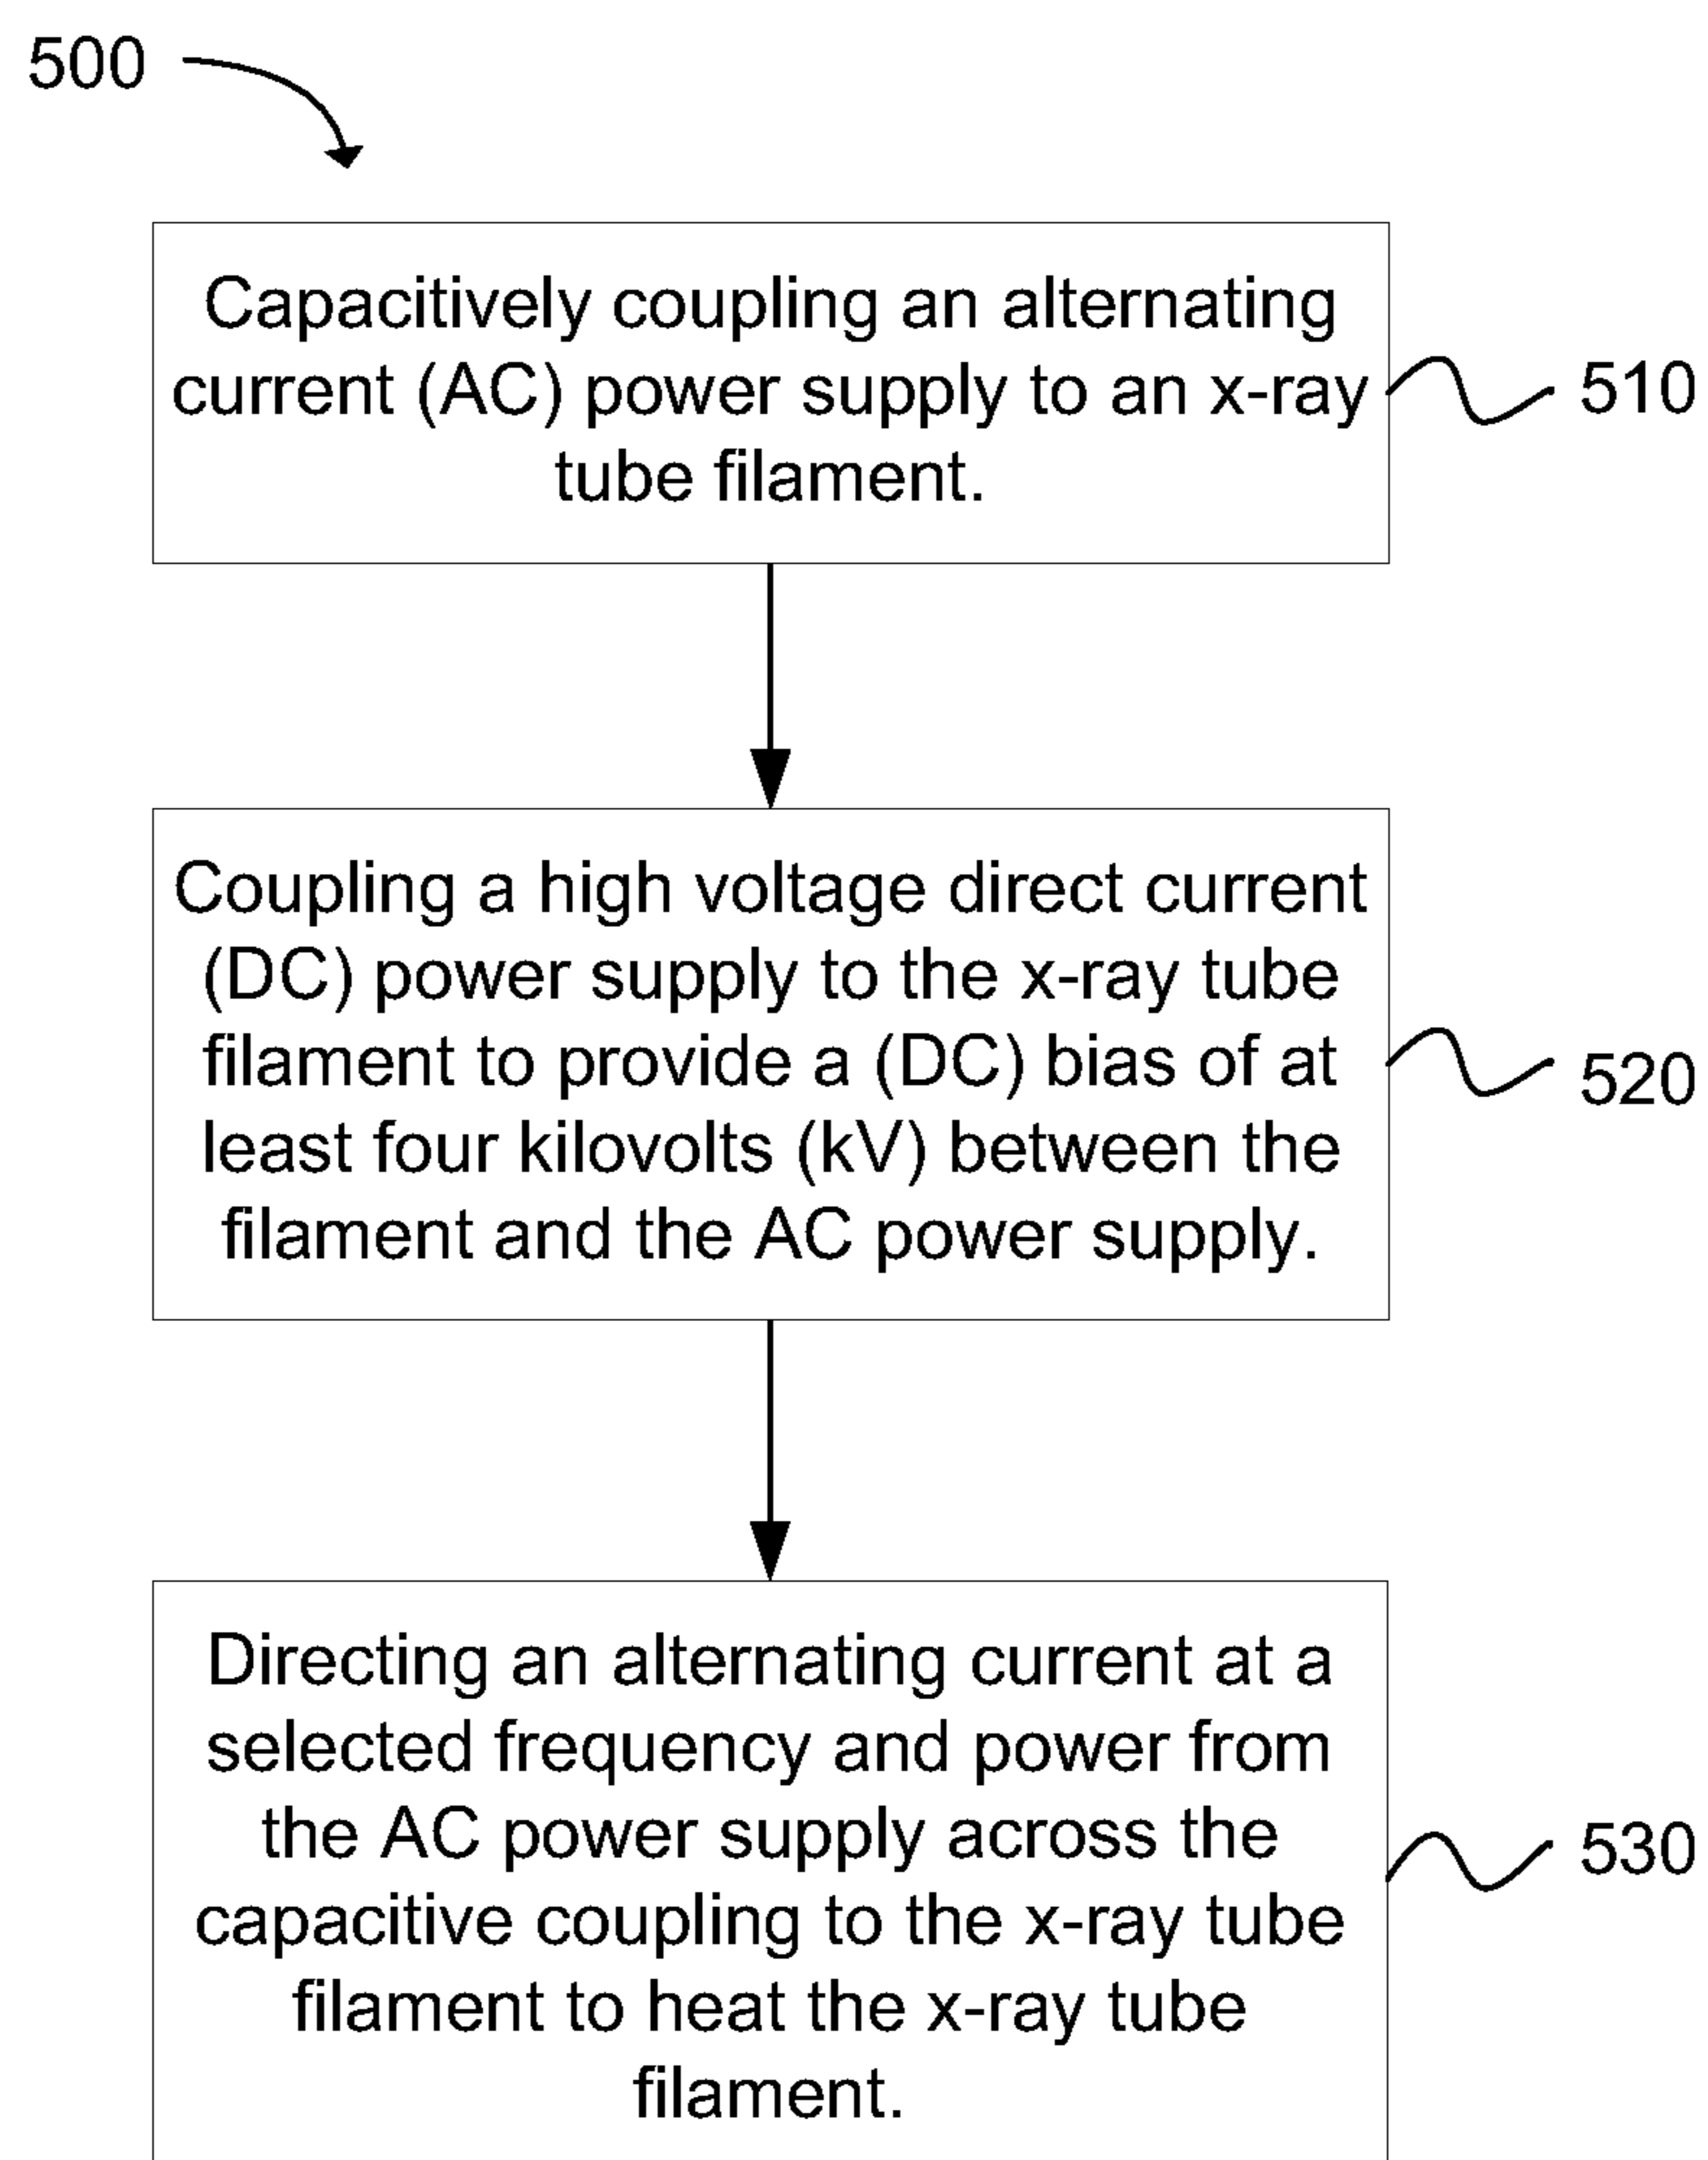 500
Capacitively coupling an alternating
current (AC) power supply to an x-ray
tube filament.
510
Coupling a high voltage direct current
(DC) power supply to the x-ray tube
filament to provide a (DC) bias of at
least four kilovolts (kV) between the
filament and the AC power supply.
520
Directing an alternating current at a
selected frequency and power from
the AC power supply across the
capacitive coupling to the x-ray tube
filament to heat the x-ray tube
filament.
530